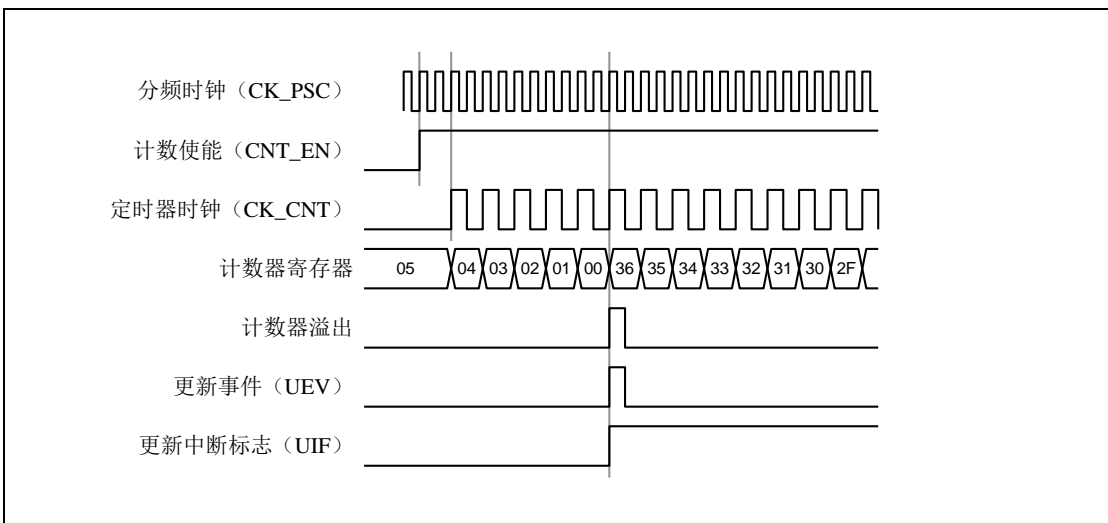 分频时钟（CK_PSC）
计数使能（CNT_EN）
定时器时钟（CK_CNT）
计数器寄存器 05 04 03 02 01 00 36 35 34 33 32 31 30 2F
计数器溢出
更新事件（UEV）
更新中断标志（UIF）